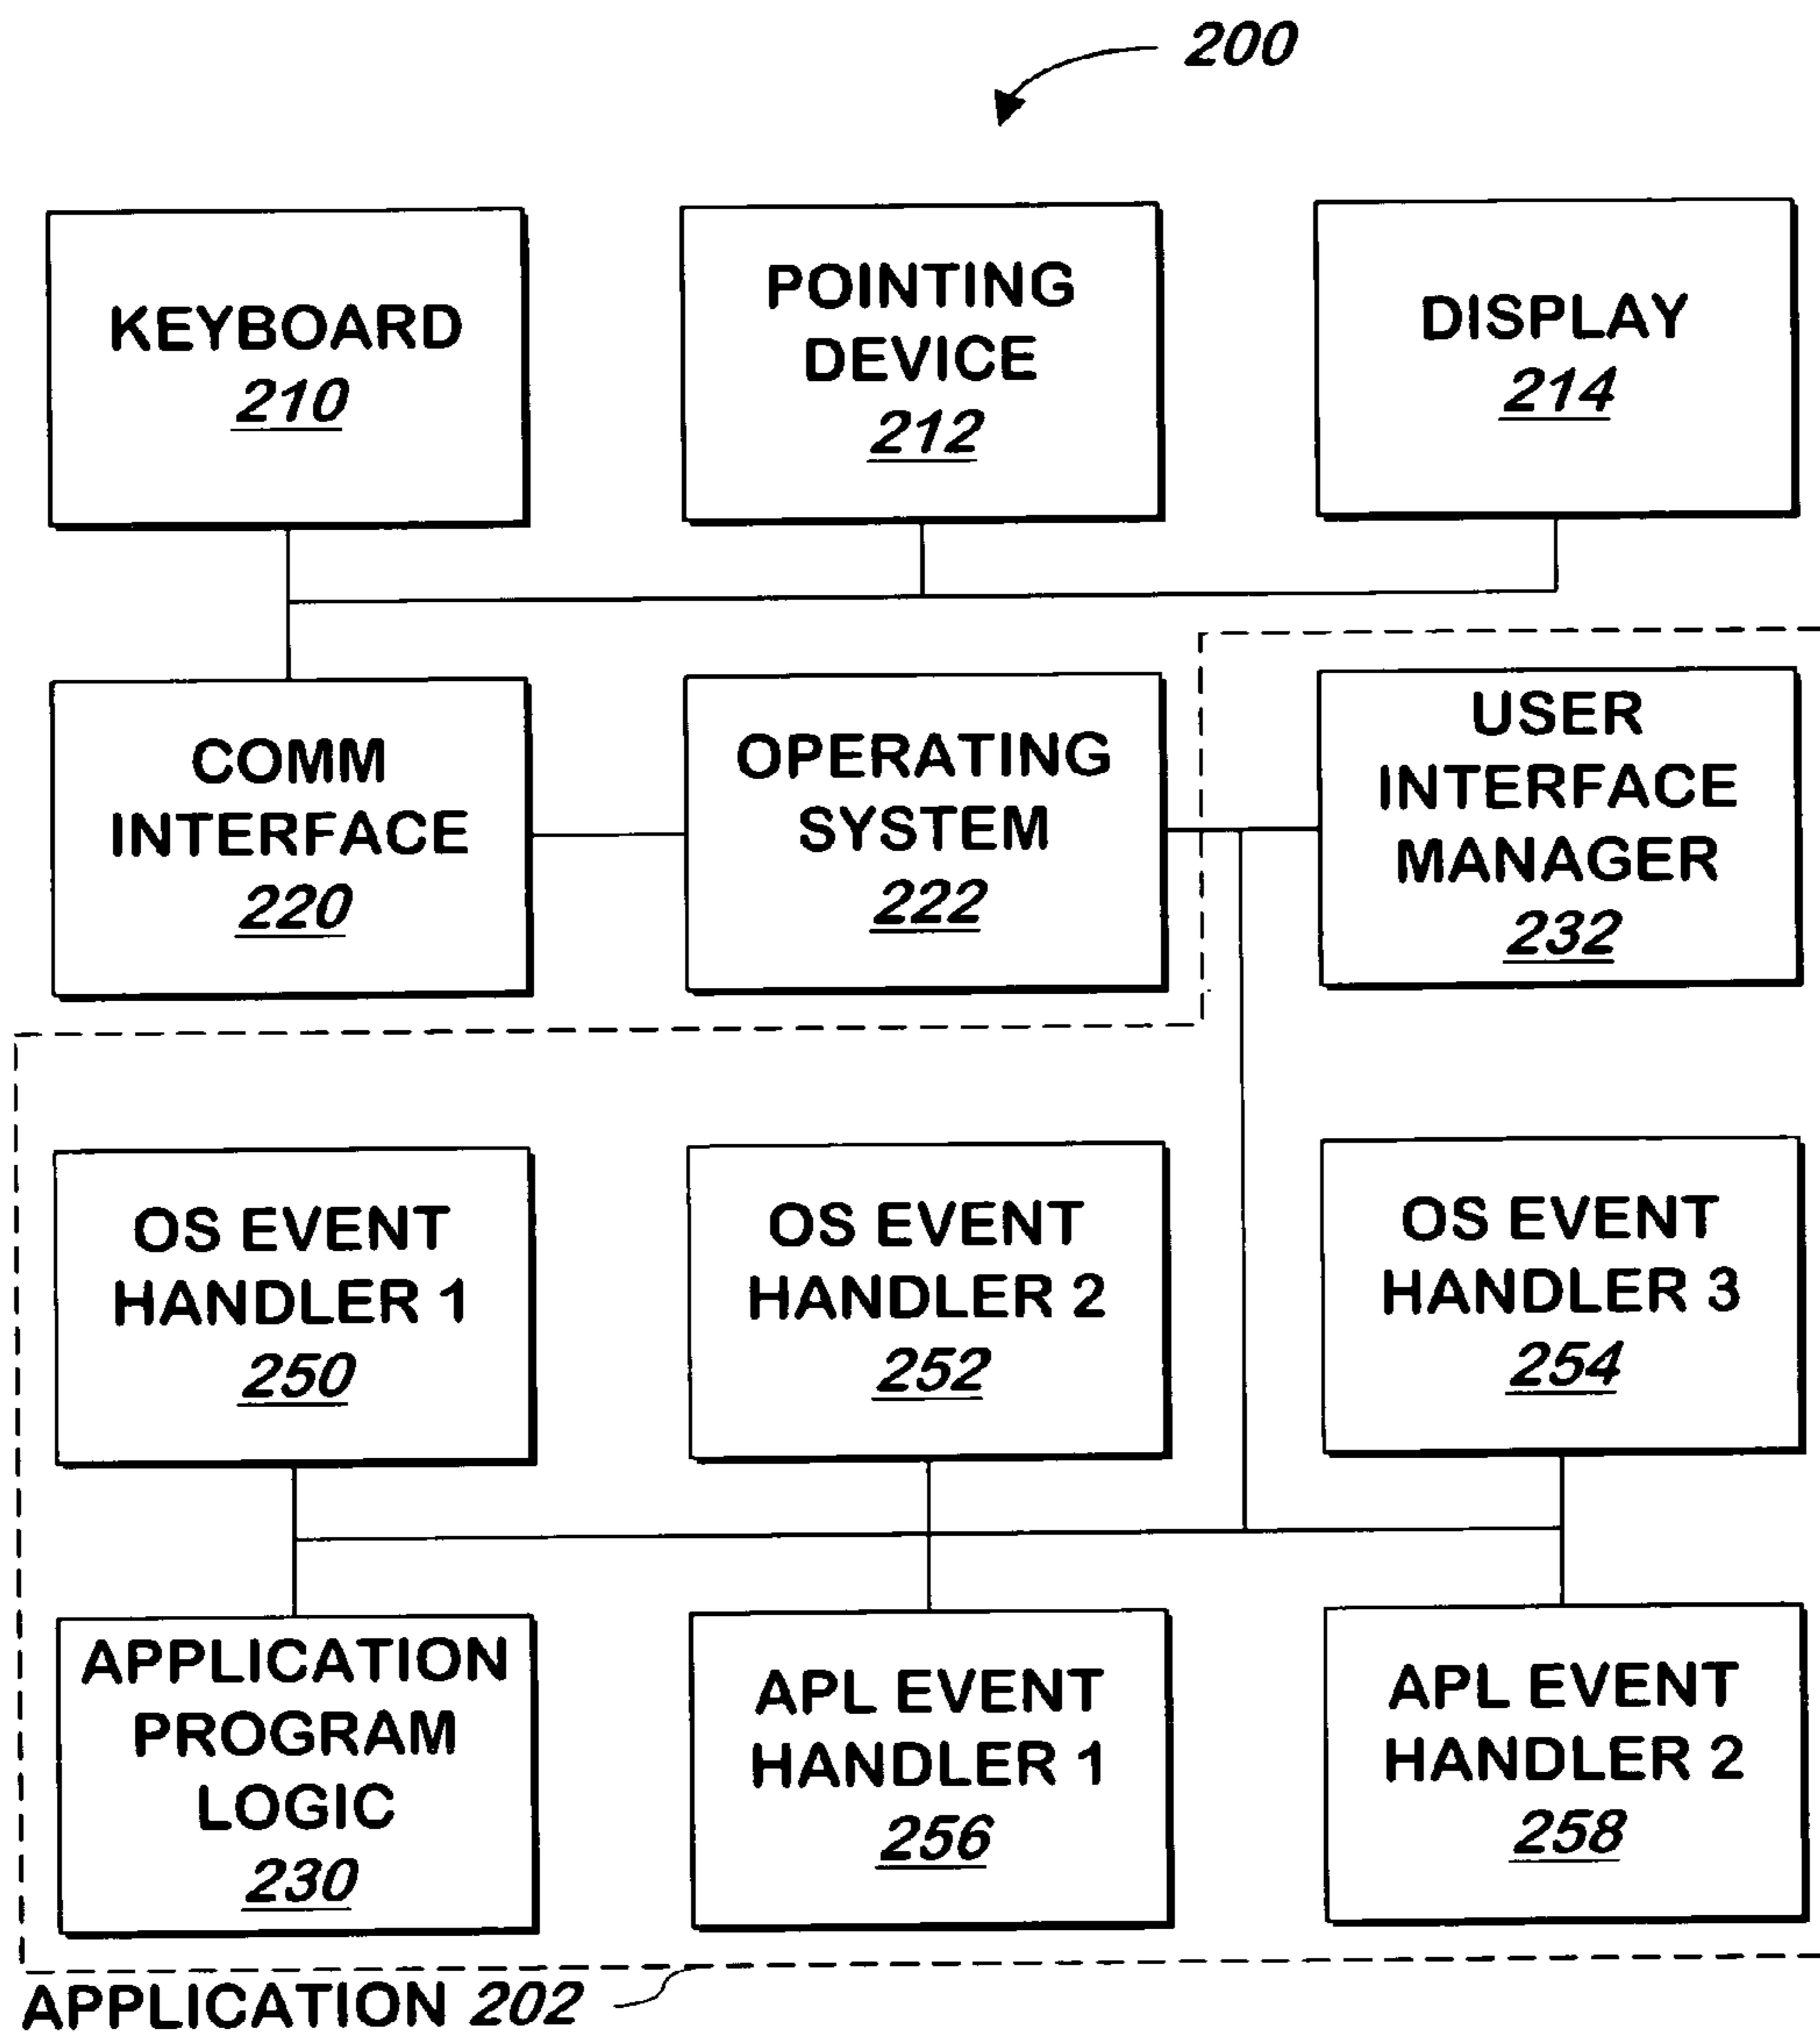 200
KEYBOARD
210
POINTING
DEVICE
212
DISPLAY
214
COMM
INTERFACE
220
OPERATING
SYSTEM
222
USER
INTERFACE
MANAGER
232
OS EVENT
HANDLER 1
250
OS EVENT
HANDLER 2
252
OS EVENT
HANDLER 3
254
APPLICATION
PROGRAM
LOGIC
230
APL EVENT
HANDLER 1
256
APL EVENT
HANDLER 2
258
APPLICATION 202